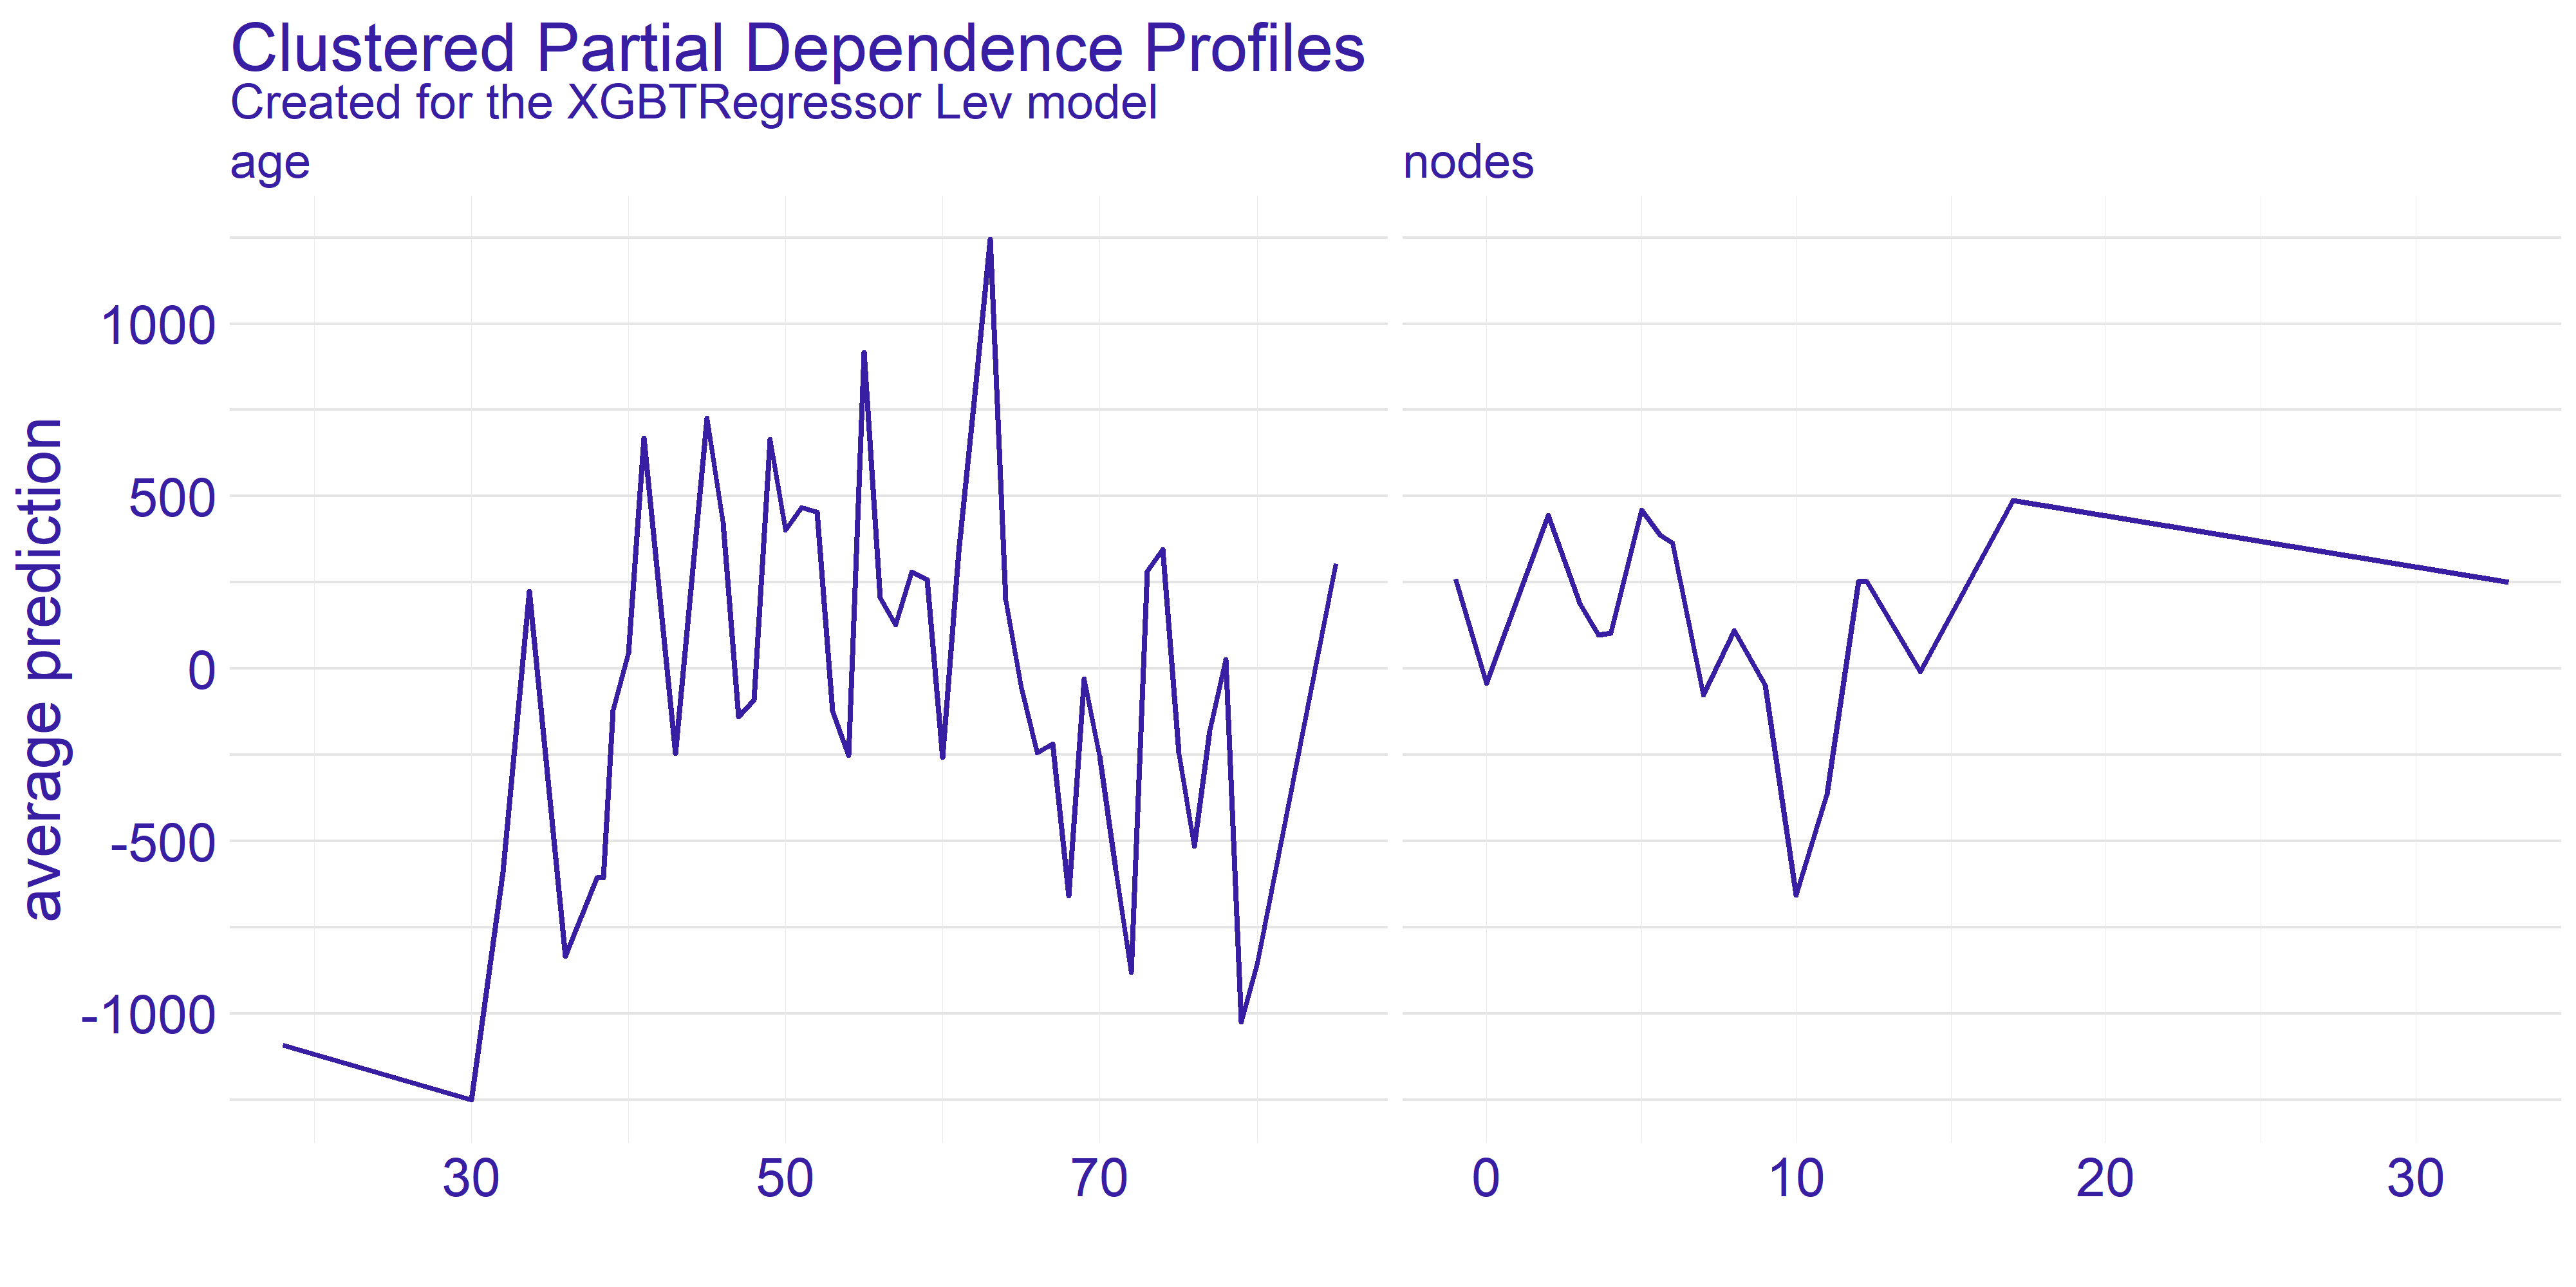 Clustered Partial Dependence Profiles
Created for the XGBTRegressor Lev model
age
nodes
average prediction
1000
500
0
-500
-1000
30
50
70
0
10
20
30